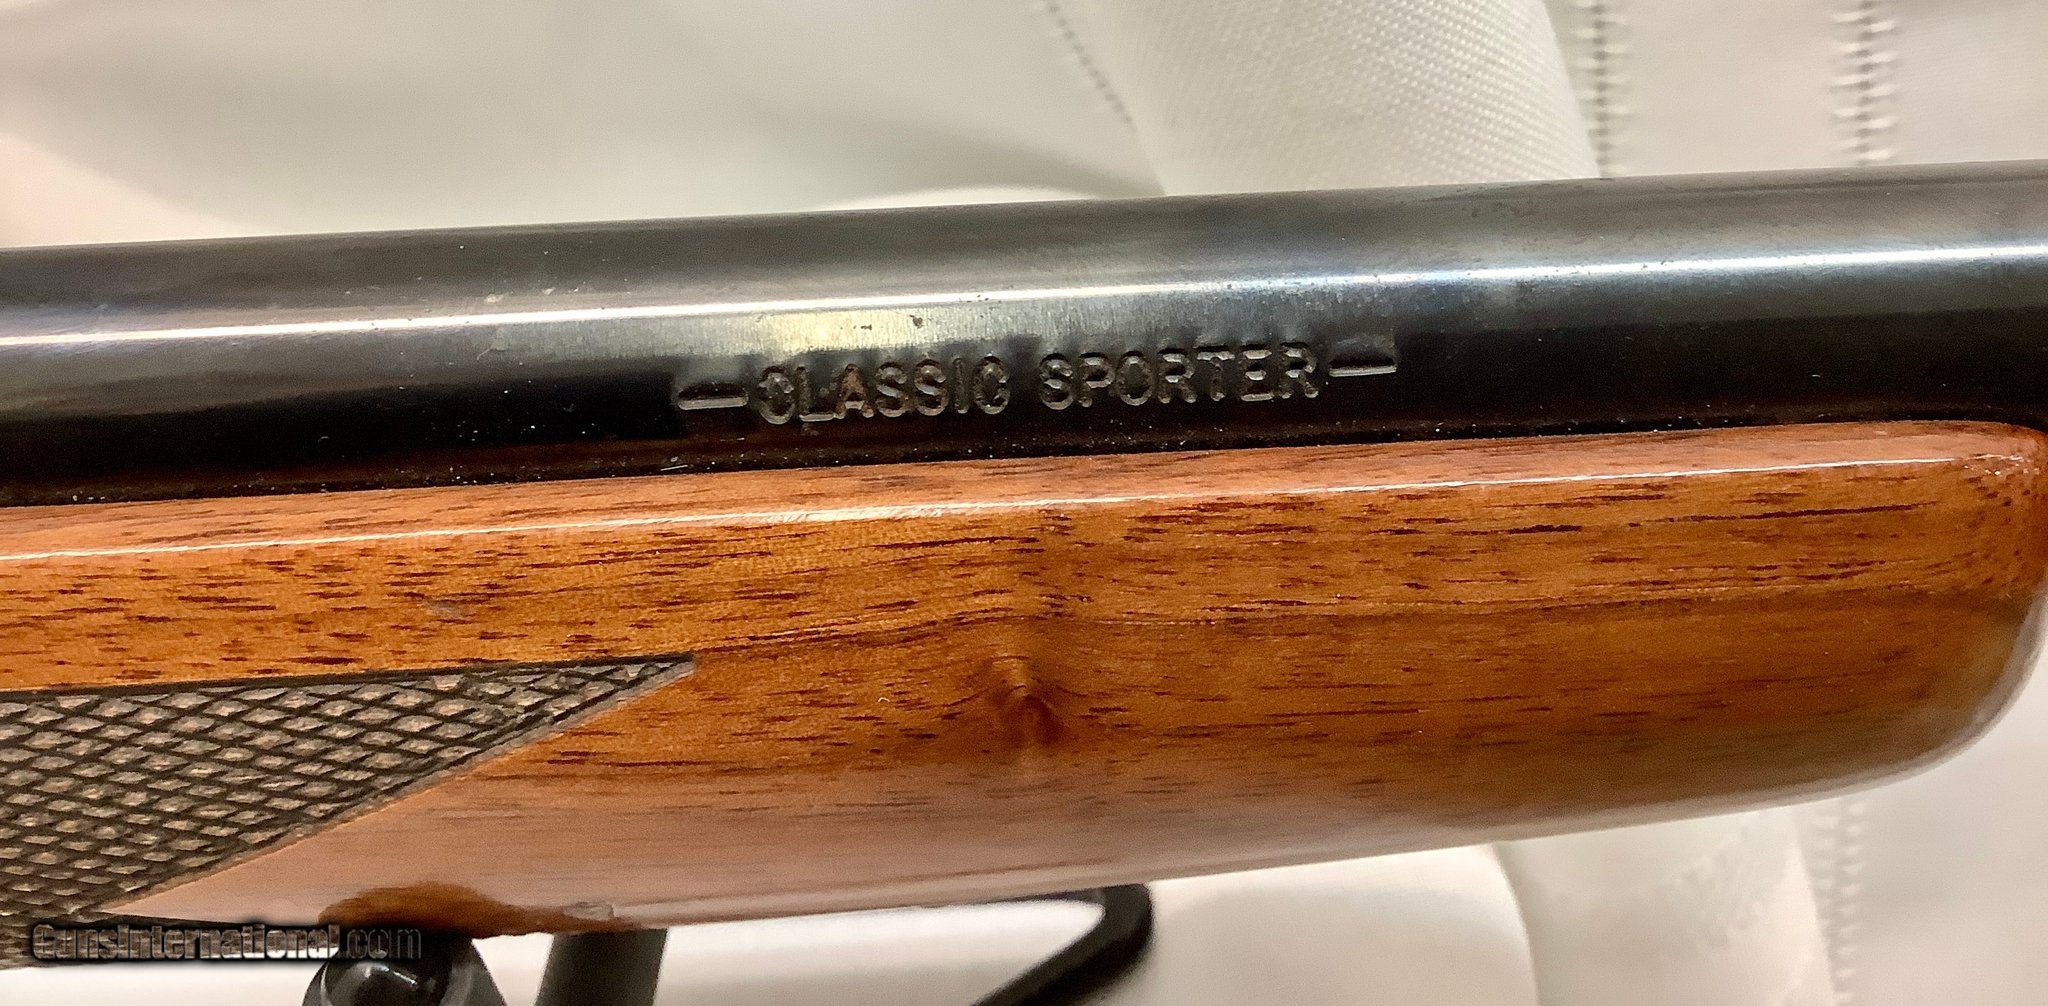 -CLASSIC SPORTER-
GunsInternational.com